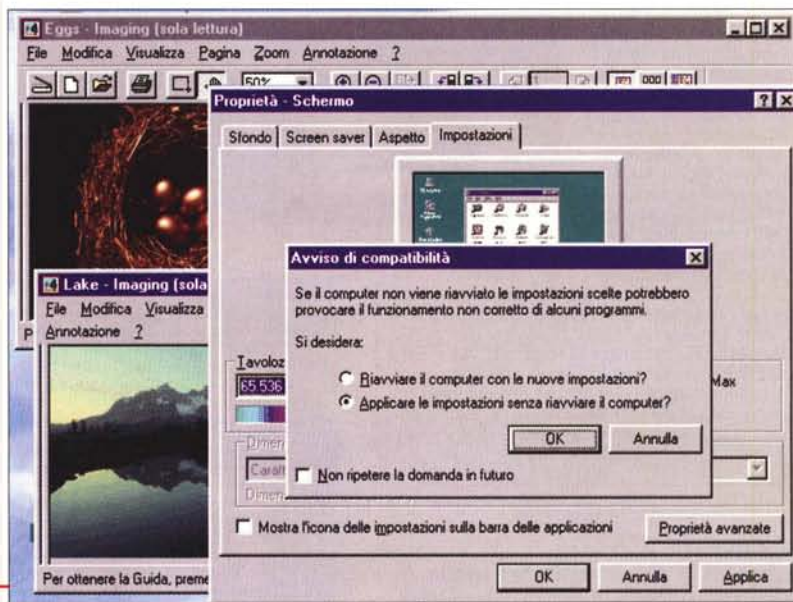 Eggs - Imaging (sola lettura)
File Modifica Visualizza Pagina Zoom Annotazione ?
50%
Proprietà - Schermo
Sfondo Screen saver Aspetto Impostazioni
Avviso di compatibilità
Se il computer non viene riavviato le impostazioni scelte potrebbero
provocare il funzionamento non corretto di alcuni programmi.
Si desidera:
Riavviare il computer con le nuove impostazioni?
Applicare le impostazioni senza riavviare il computer?
OK Annulla
Non ripetere la domanda in futuro
Lake - Imaging (sola
File Modifica Visualizza
Annotazione ?
65.536
Max
Mostra l'icona delle impostazioni sulla barra delle applicazioni
Proprietà avanzate
OK Annulla Applica
Per ottenere la Guida, preme